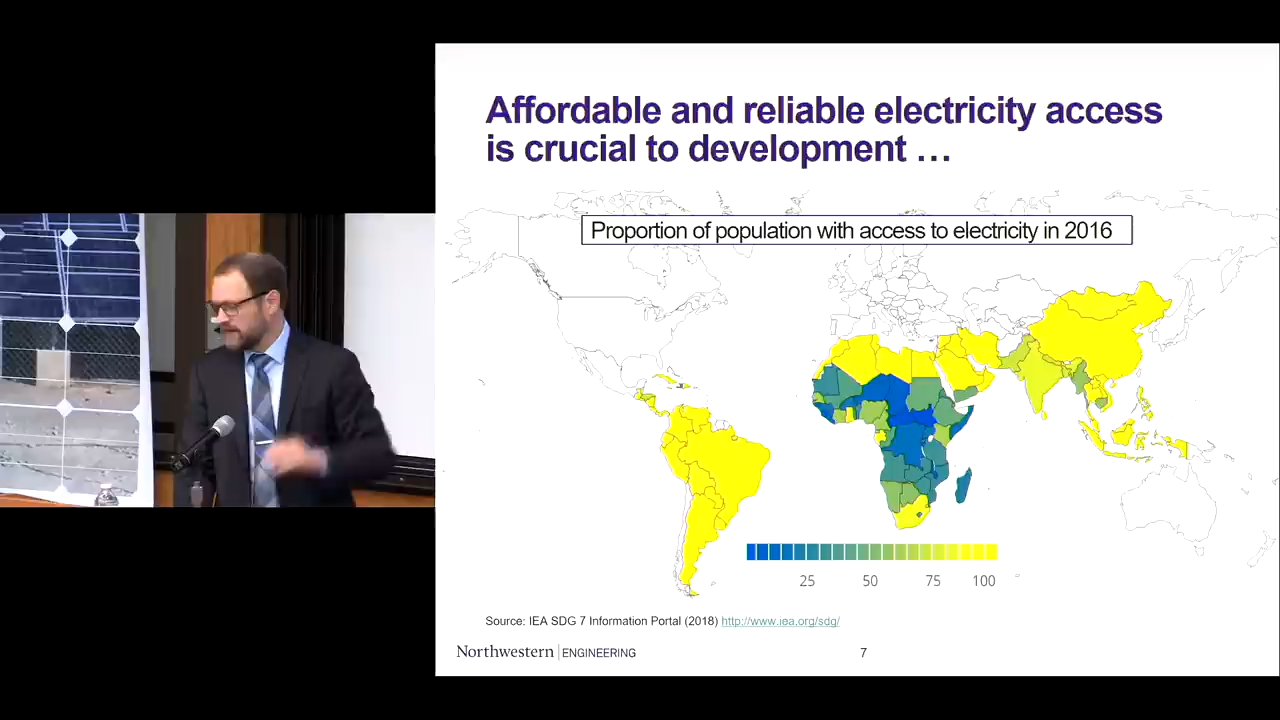 Affordable and reliable electricity access
is crucial to development …
Proportion of population with access to electricity in 2016
25 50 75 100
Source: IEA SDG 7 Information Portal (2018) http://www.iea.org/sdg/
Northwestern | ENGINEERING
7